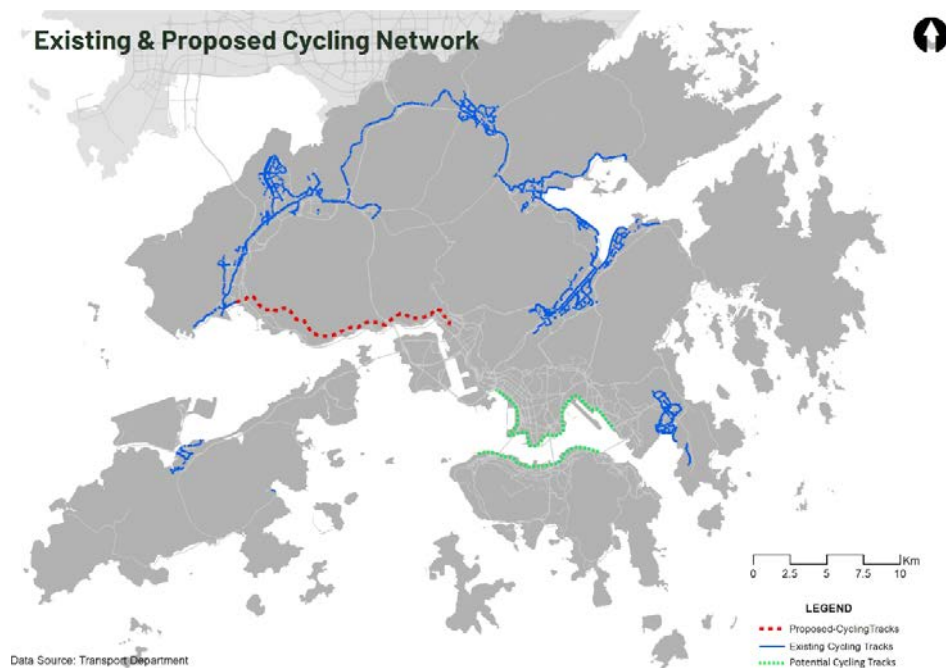 Existing & Proposed Cycling Network
Km
0 2.5 5 7.5 10
LEGEND
Proposed-CyclingTracks
Existing Cycling Tracks
Potential Cycling Tracks
Data Source: Transport Department